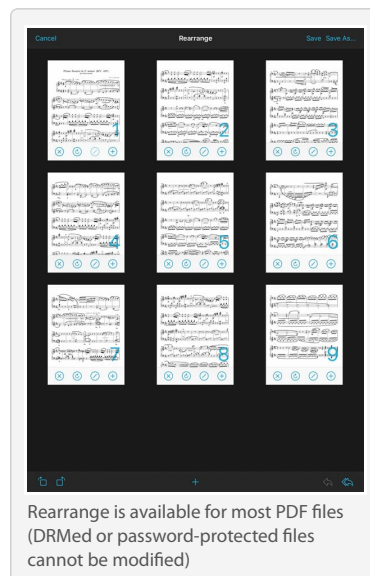 Cancel
Rearrange
Save Save As...
1
2
3
4
5
6
7
8
9
Rearrange is available for most PDF files
(DRMed or password-protected files
cannot be modified)